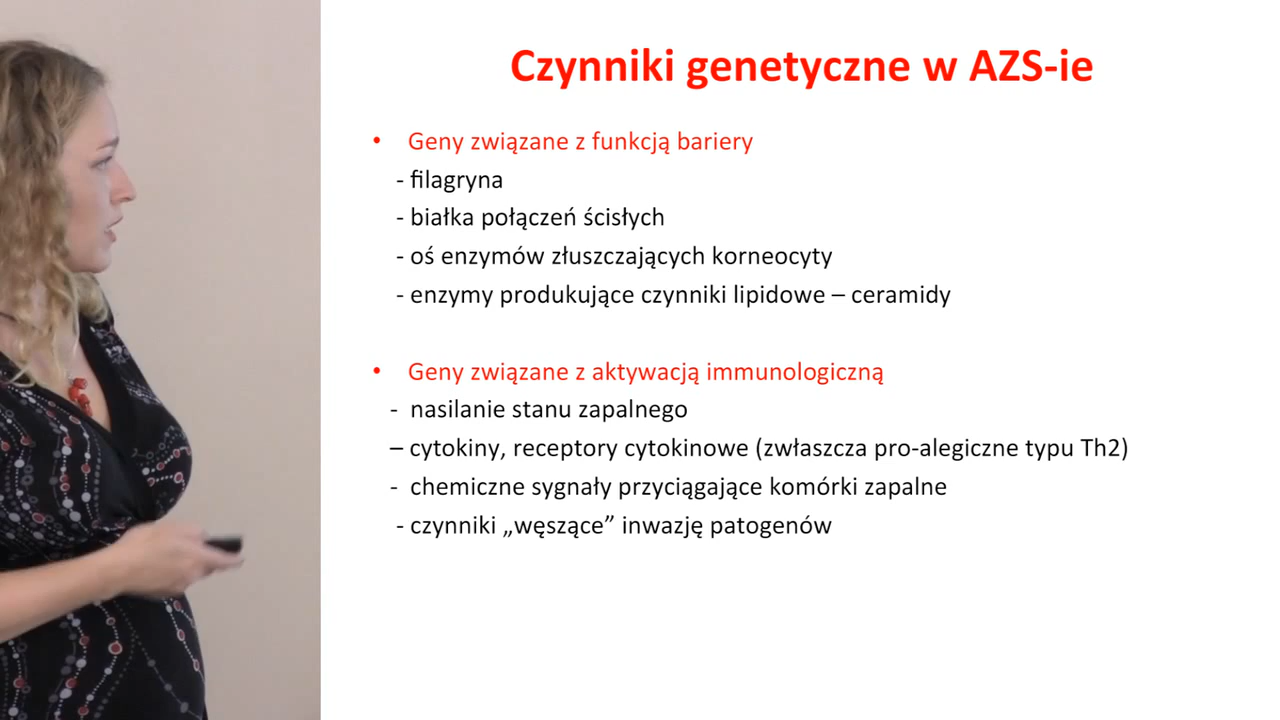 Czynniki genetyczne w AZS-ie
• Geny związane z funkcją bariery
- filagryna
- białka połączeń ścisłych
- oś enzymów złuszczających korneocyty
- enzymy produkujące czynniki lipidowe – ceramidy
• Geny związane z aktywacją immunologiczną
- nasilanie stanu zapalnego
– cytokiny, receptory cytokinowe (zwłaszcza pro-alegiczne typu Th2)
- chemiczne sygnały przyciągające komórki zapalne
- czynniki „węszące” inwazję patogenów